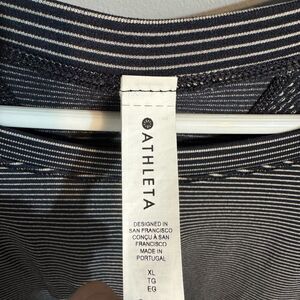 ATHLETA
DESIGNED IN
SAN FRANCISCO
CONÇU À SAN
FRANCISCO
MADE IN
PORTUGAL
XL
TG
EG